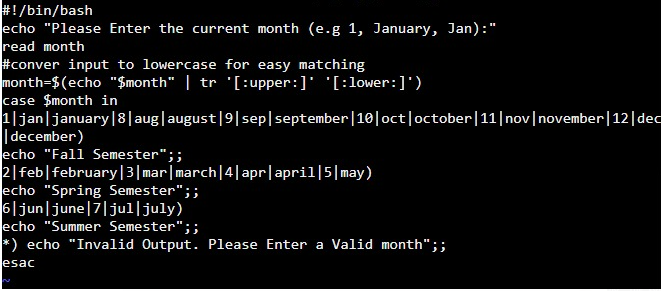 #!/bin/bash
echo "Please Enter the current month (e.g 1, January, Jan):"
read month
#conver input to lowercase for easy matching
month=$(echo "$month" | tr '[:upper:]' '[:lower:]')
case $month in
1|jan|january|8|aug|august|9|sep|september|10|oct|october|11|nov|november|12|dec
|december)
echo "Fall Semester";;
2|feb|february|3|mar|march|4|apr|april|5|may)
echo "Spring Semester";;
6|jun|june|7|jul|july)
echo "Summer Semester";;
*) echo "Invalid Output. Please Enter a Valid month";;
esac
~